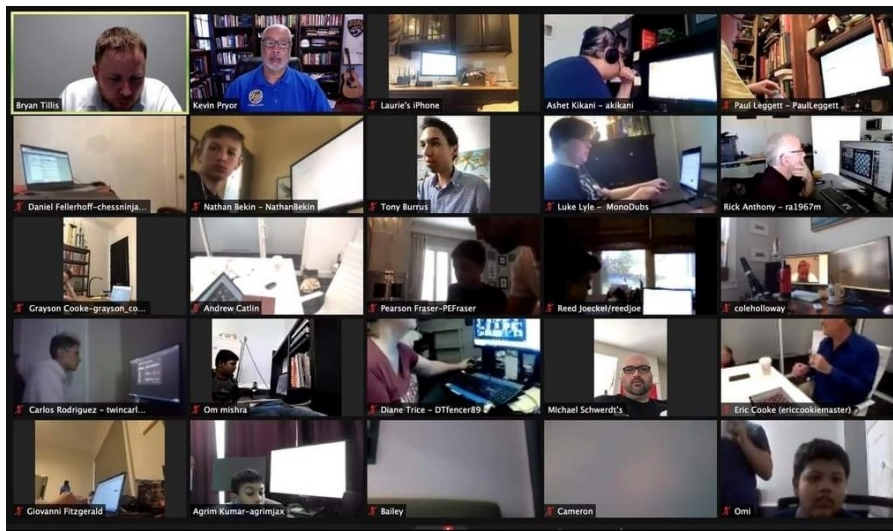 Bryan Tillis
Kevin Pryor
Laurie's iPhone
Ashet Kikani - akikani
Paul Leggett - PaulLeggett
Daniel Fellerhoff-chessninja...
Nathan Bekin - NathanBekin
Tony Burrus
Luke Lyle - MonoDubs
Rick Anthony - ra1967m
Grayson Cooke-grayson_co...
Andrew Catlin
Pearson Fraser-PEFraser
Reed Joeckel/reedjoe
coleholloway
Carlos Rodriguez - twincarl...
Om mishra
Diane Trice - DTfencer89
MIchael Schwerdt's
Eric Cooke (ericcookiemaster)
Giovanni Fitzgerald
Agrim Kumar-agrimjax
Bailey
Cameron
Omi